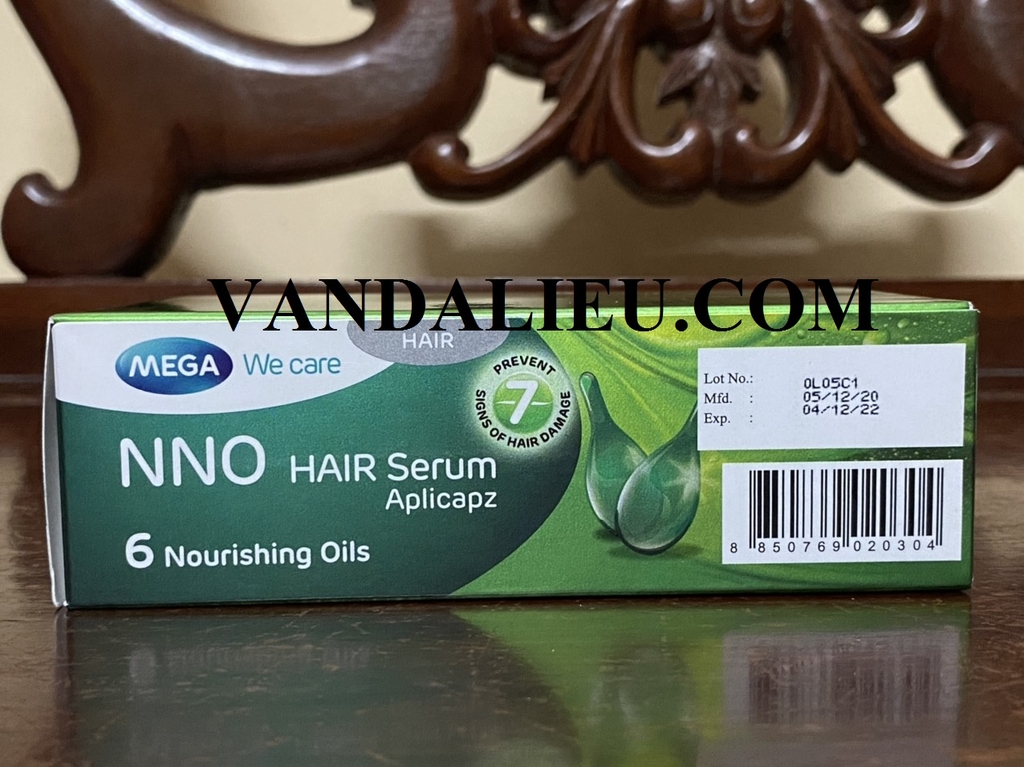 VANDALIEU.COM
HAIR
MEGA We care
PREVENT
7
SIGNS OF HAIR DAMAGE
NNO HAIR Serum
Aplicapz
6 Nourishing Oils
Lot No.: 0L05C1
Mfd. : 05/12/20
Exp. : 04/12/22
8 850769 020304